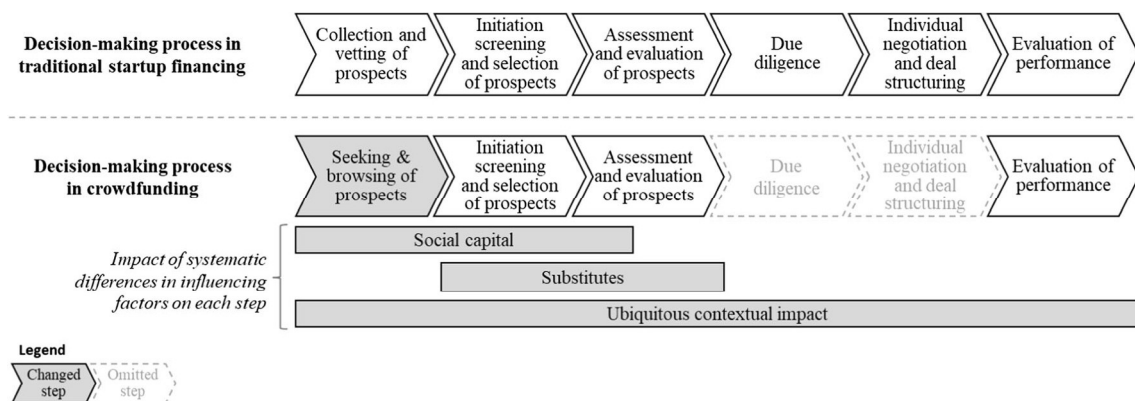 Decision-making process in
traditional startup financing
Collection and
vetting of
prospects
Initiation
screening
and selection
of prospects
Assessment
and evaluation
of prospects
Due
diligence
Individual
negotiation
and deal
structuring
Evaluation of
performance
Decision-making process
in crowdfunding
Seeking &
browsing of
prospects
Initiation
screening
and selection
of prospects
Assessment
and evaluation
of prospects
Due
diligence
Individual
negotiation
and deal
structuring
Evaluation of
performance
Impact of systematic
differences in influencing
factors on each step
Social capital
Substitutes
Ubiquitous contextual impact
Legend
Changed
step
Omitted
step